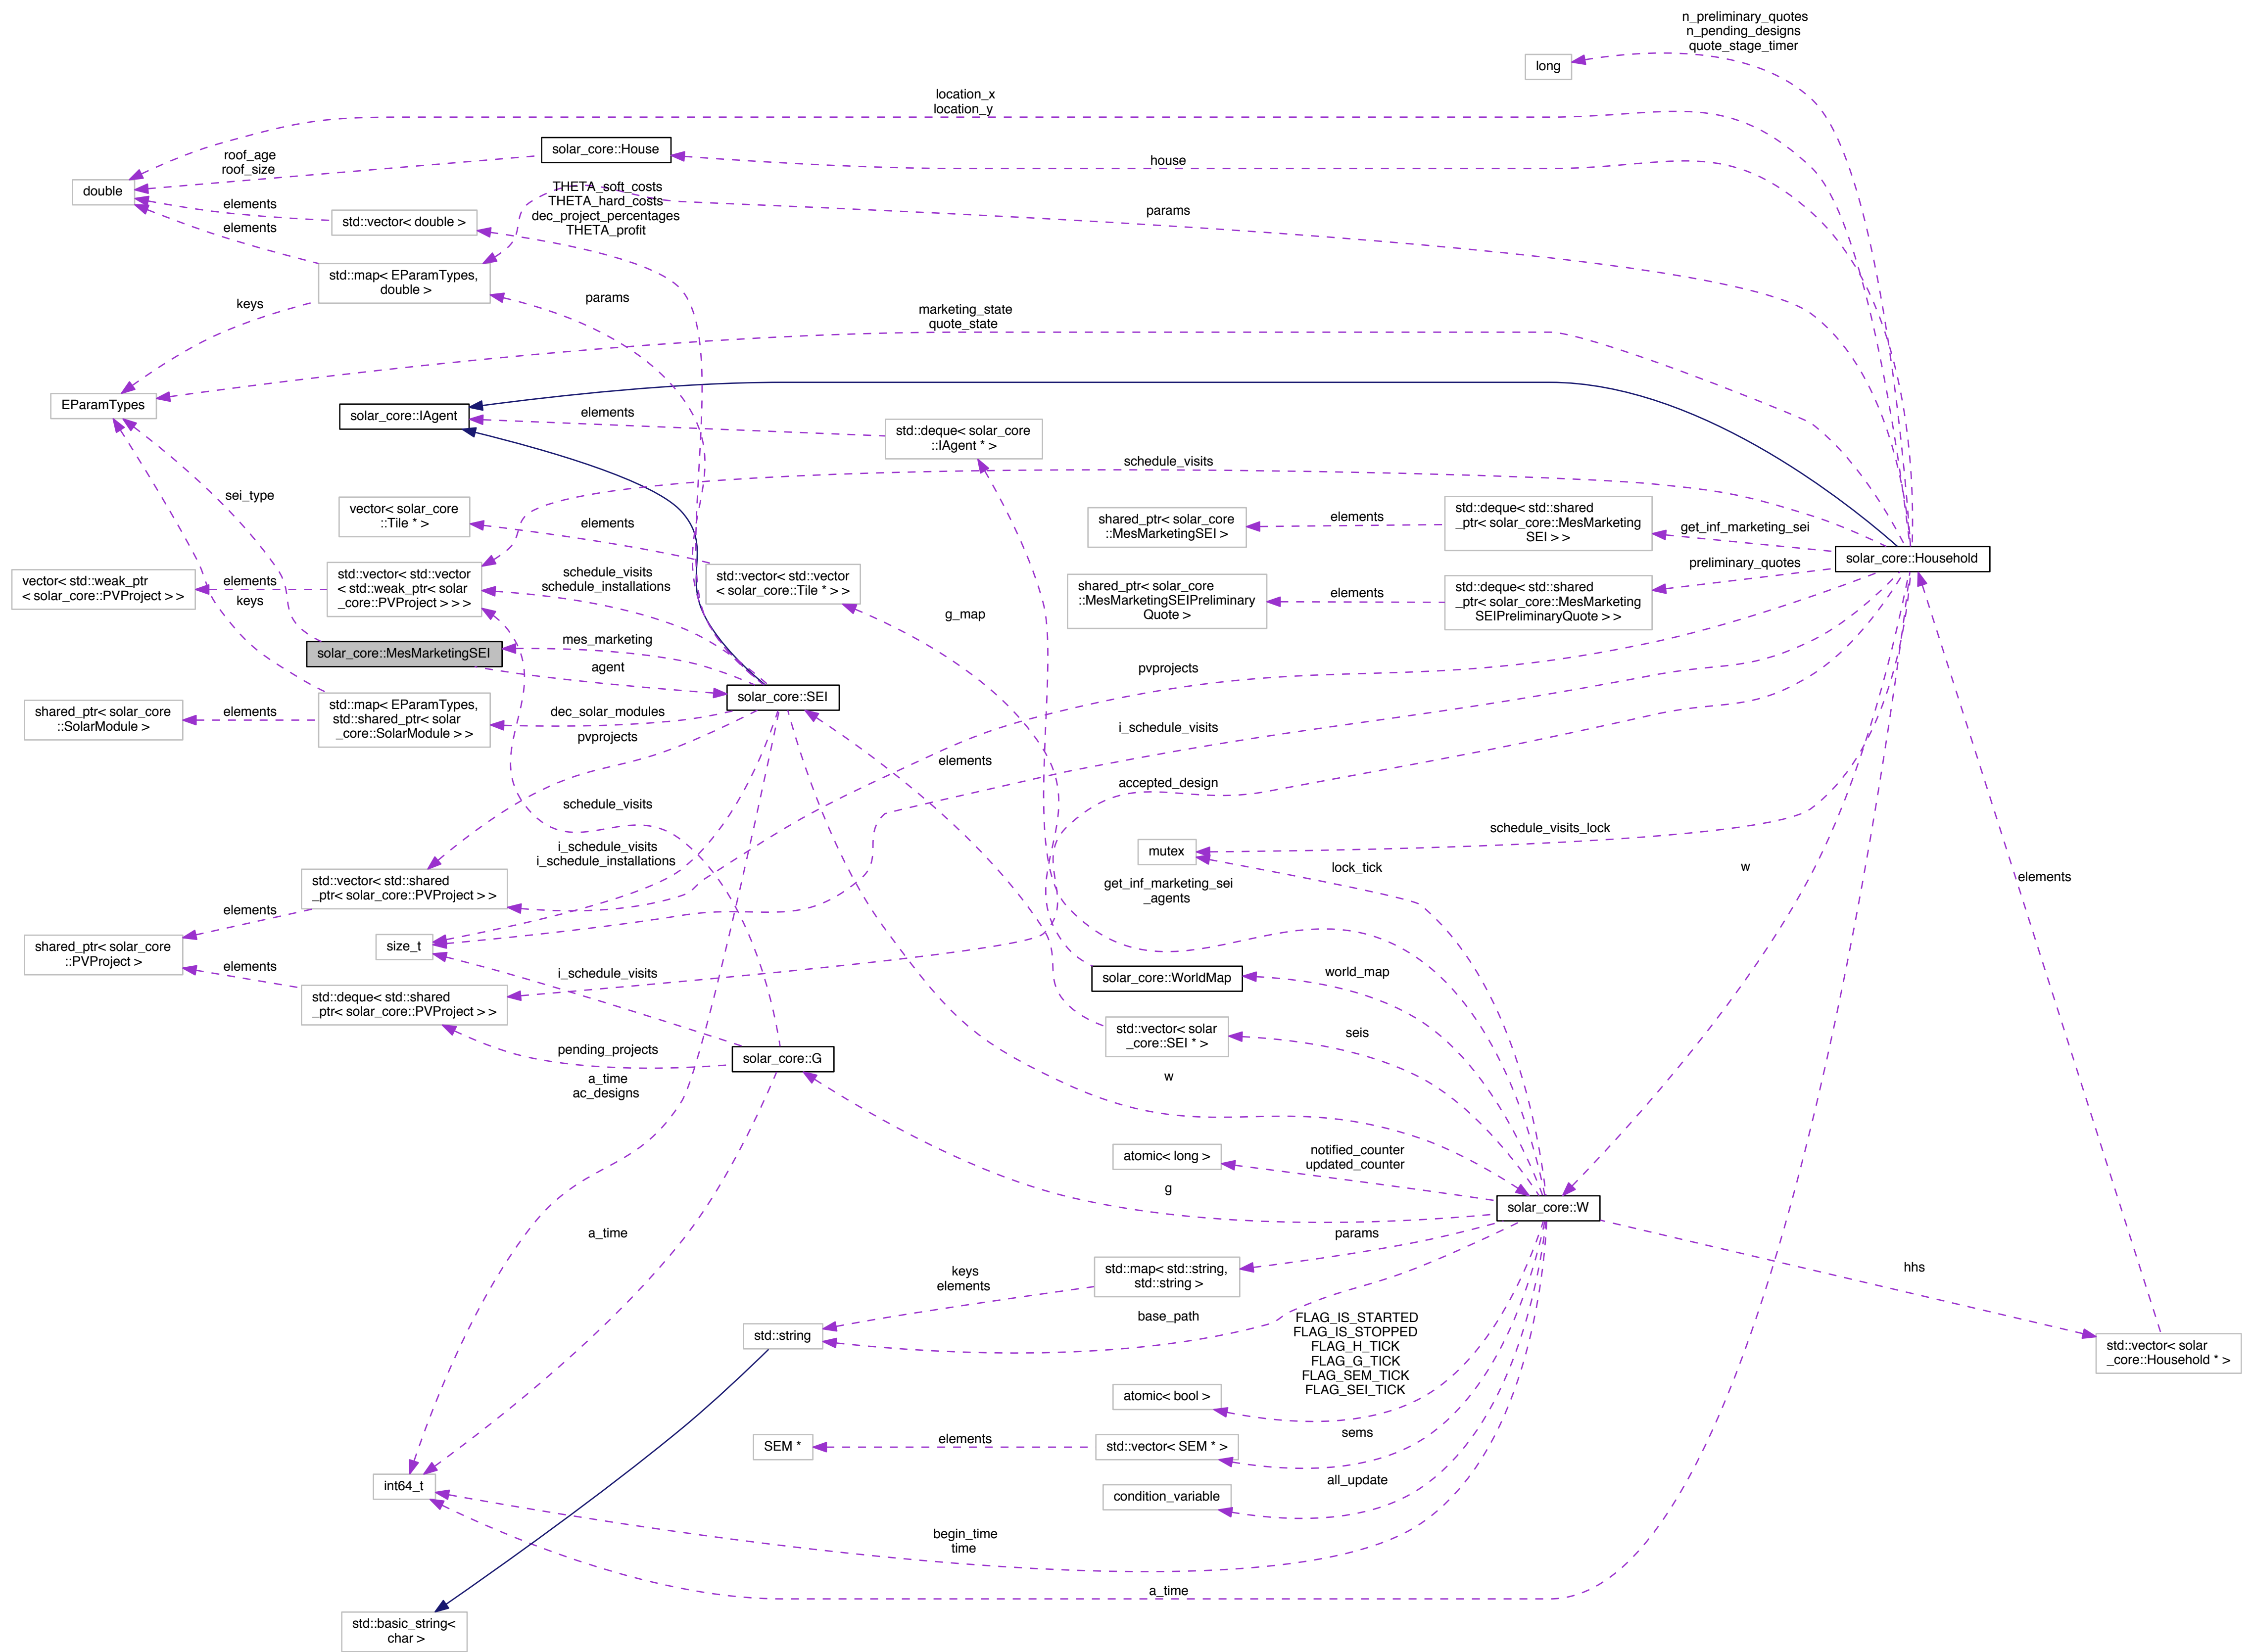 n_preliminary_quotes
n_pending_designs
quote_stage_timer
long
location_x
location_y
solar_core::House
house
roof_age
roof_size
double
THETA_soft_costs
THETA_hard_costs
dec_project_percentages
THETA_profit
elements
std::vector< double >
params
elements
std::map< EParamTypes,
double >
keys
params
marketing_state
quote_state
EParamTypes
solar_core::IAgent
elements
std::deque< solar_core
::IAgent * >
schedule_visits
sei_type
vector< solar_core
::Tile * >
elements
shared_ptr< solar_core
::MesMarketingSEI >
elements
std::deque< std::shared
_ptr< solar_core::MesMarketing
SEI > >
get_inf_marketing_sei
solar_core::Household
preliminary_quotes
vector< std::weak_ptr
< solar_core::PVProject > >
elements
keys
std::vector< std::vector
< std::weak_ptr< solar
_core::PVProject > > >
schedule_visits
schedule_installations
std::vector< std::vector
< solar_core::Tile * > >
shared_ptr< solar_core
::MesMarketingSEIPreliminary
Quote >
elements
std::deque< std::shared
_ptr< solar_core::MesMarketing
SEIPreliminaryQuote > >
g_map
solar_core::MesMarketingSEI
mes_marketing
agent
solar_core::SEI
pvprojects
shared_ptr< solar_core
::SolarModule >
elements
std::map< EParamTypes,
std::shared_ptr< solar
_core::SolarModule > >
dec_solar_modules
pvprojects
i_schedule_visits
elements
accepted_design
schedule_visits
schedule_visits_lock
mutex
i_schedule_visits
i_schedule_installations
lock_tick
w
std::vector< std::shared
_ptr< solar_core::PVProject > >
get_inf_marketing_sei
_agents
elements
elements
size_t
shared_ptr< solar_core
::PVProject >
elements
i_schedule_visits
solar_core::WorldMap
world_map
std::deque< std::shared
_ptr< solar_core::PVProject > >
std::vector< solar
_core::SEI * >
seis
pending_projects
solar_core::G
w
a_time
ac_designs
atomic< long >
notified_counter
updated_counter
g
solar_core::W
a_time
params
std::map< std::string,
std::string >
hhs
keys
elements
base_path
std::string
FLAG_IS_STARTED
FLAG_IS_STOPPED
FLAG_H_TICK
FLAG_G_TICK
FLAG_SEM_TICK
FLAG_SEI_TICK
std::vector< solar
_core::Household * >
atomic< bool >
sems
SEM *
elements
std::vector< SEM * >
all_update
int64_t
condition_variable
begin_time
time
a_time
std::basic_string<
char >